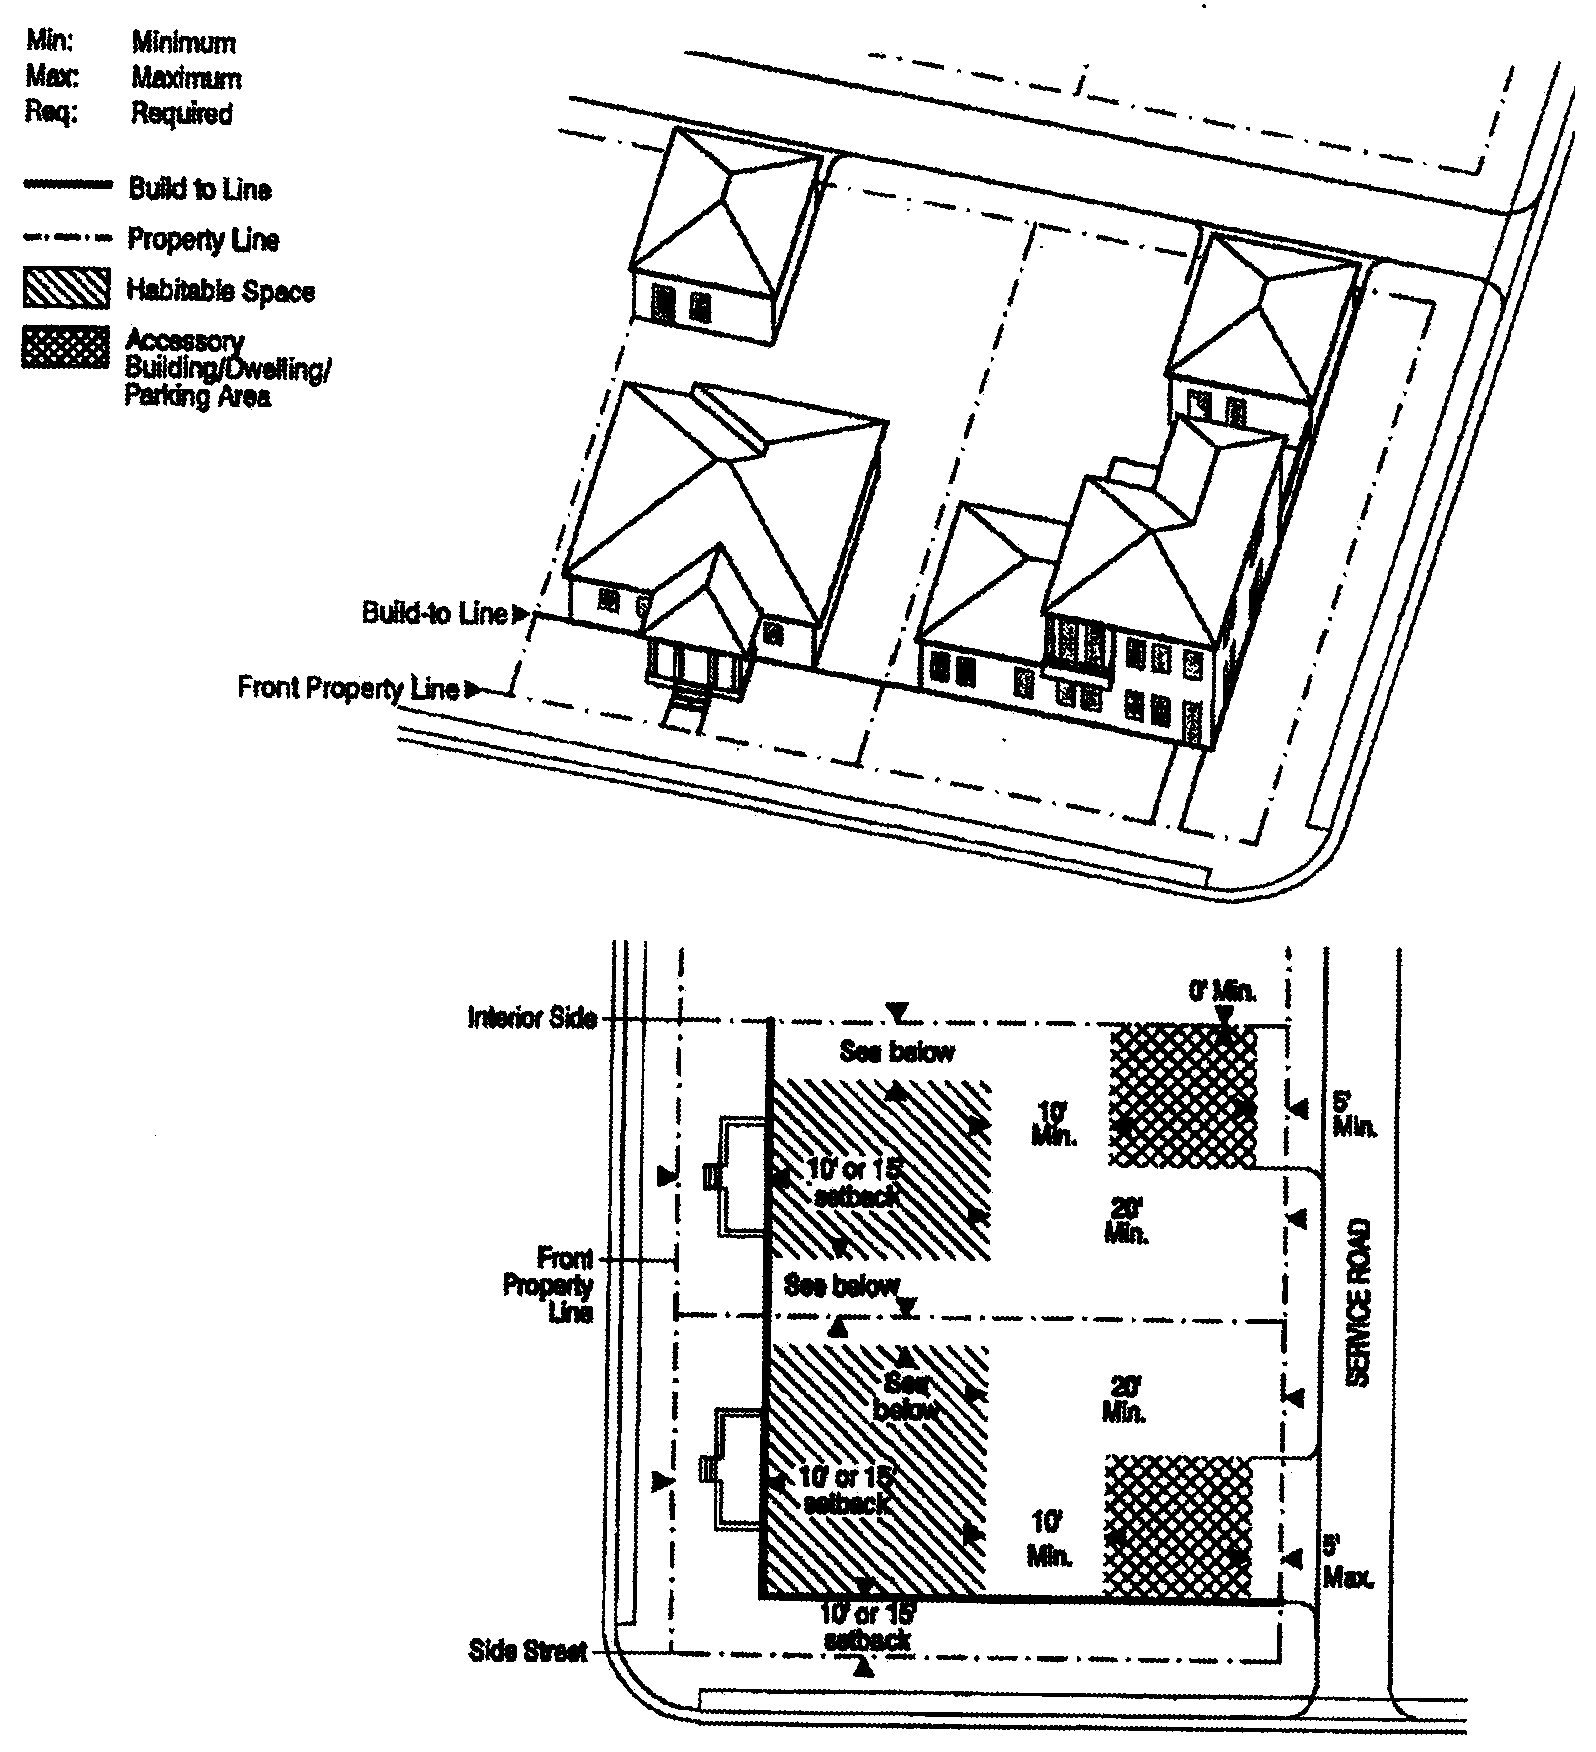 Min: Minimum
Max: Maximum
Req: Required
Build to Line
Property Line
Habitable Space
Accessory
Building/Dwelling/
Parking Area
Build-to Line
Front Property Line
0' Min.
Interior Side
See below
10'
Min.
5'
Min.
10' or 15'
setback
20'
Min.
Front
Property
Line
See below
SERVICE ROAD
See
below
20'
Min.
10' or 15'
setback
10'
Min.
5'
Max.
10' or 15'
setback
Side Street